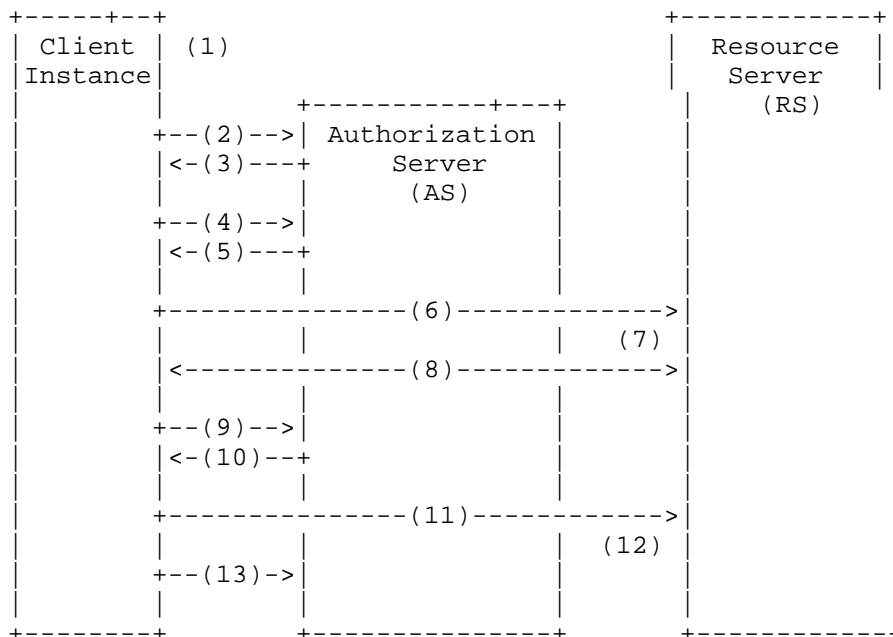 Client (1) Resource
Instance Server
(RS)
(2) Authorization
(3) Server
(AS)
(4)
(5)
(6)
(7)
(8)
(9)
(10)
(11)
(12)
(13)